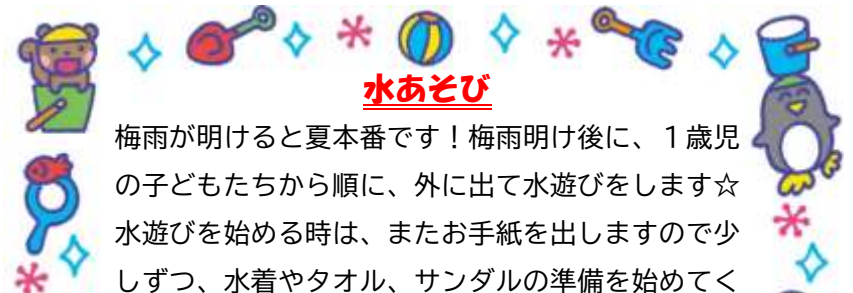 水あそび
梅雨が明けると夏本番です！梅雨明け後に、１歳児
の子どもたちから順に、外に出て水遊びをします☆
水遊びを始める時は、またお手紙を出しますので少
しずつ、水着やタオル、サンダルの準備を始めてく